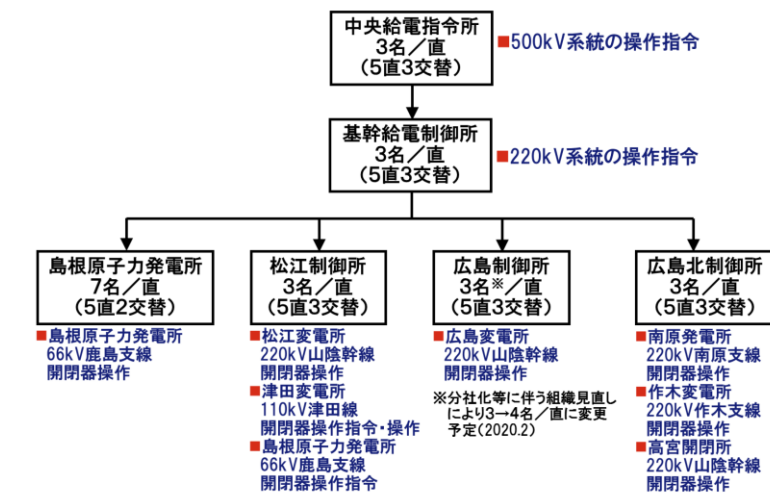 中央給電指令所
3名／直
（5直3交替）
■500kV系統の操作指令
基幹給電制御所
3名／直
（5直3交替）
■220kV系統の操作指令
島根原子力発電所
7名／直
（5直2交替）
■島根原子力発電所
66kV鹿島支線
開閉器操作
松江制御所
3名／直
（5直3交替）
■松江変電所
220kV山陰幹線
開閉器操作
■津田変電所
110kV津田線
開閉器操作指令・操作
■島根原子力発電所
66kV鹿島支線
開閉器操作指令
広島制御所
3名※／直
（5直3交替）
■広島変電所
220kV山陰幹線
開閉器操作
※分社化等に伴う組織見直し
により3→4名／直に変更
予定（2020.2）
広島北制御所
3名／直
（5直3交替）
■南原発電所
220kV南原支線
開閉器操作
■作木変電所
220kV作木支線
開閉器操作
■高宮開閉所
220kV山陰幹線
開閉器操作